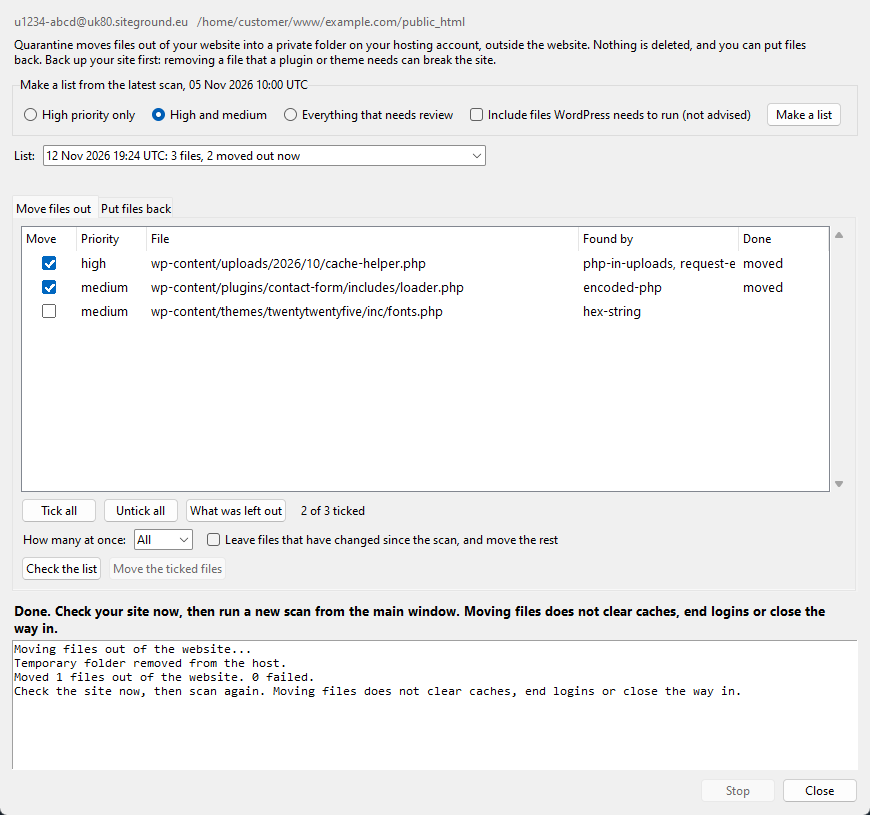 u1234-abcd@uk80.siteground.eu /home/customer/www/example.com/public_html
Quarantine moves files out of your website into a private folder on your hosting account, outside the website. Nothing is deleted, and you can put files
back. Back up your site first: removing a file that a plugin or theme needs can break the site.
Make a list from the latest scan, 05 Nov 2026 10:00 UTC
High priority only High and medium Everything that needs review Include files WordPress needs to run (not advised) Make a list
List: 12 Nov 2026 19:24 UTC: 3 files, 2 moved out now
Move files out Put files back
Move Priority File Found by Done
high wp-content/uploads/2026/10/cache-helper.php php-in-uploads, request-e moved
medium wp-content/plugins/contact-form/includes/loader.php encoded-php moved
medium wp-content/themes/twentytwentyfive/inc/fonts.php hex-string
Tick all Untick all What was left out 2 of 3 ticked
How many at once: All Leave files that have changed since the scan, and move the rest
Check the list Move the ticked files
Done. Check your site now, then run a new scan from the main window. Moving files does not clear caches, end logins or close the
way in.
Moving files out of the website...
Temporary folder removed from the host.
Moved 1 files out of the website. 0 failed.
Check the site now, then scan again. Moving files does not clear caches, end logins or close the way in.
Stop Close